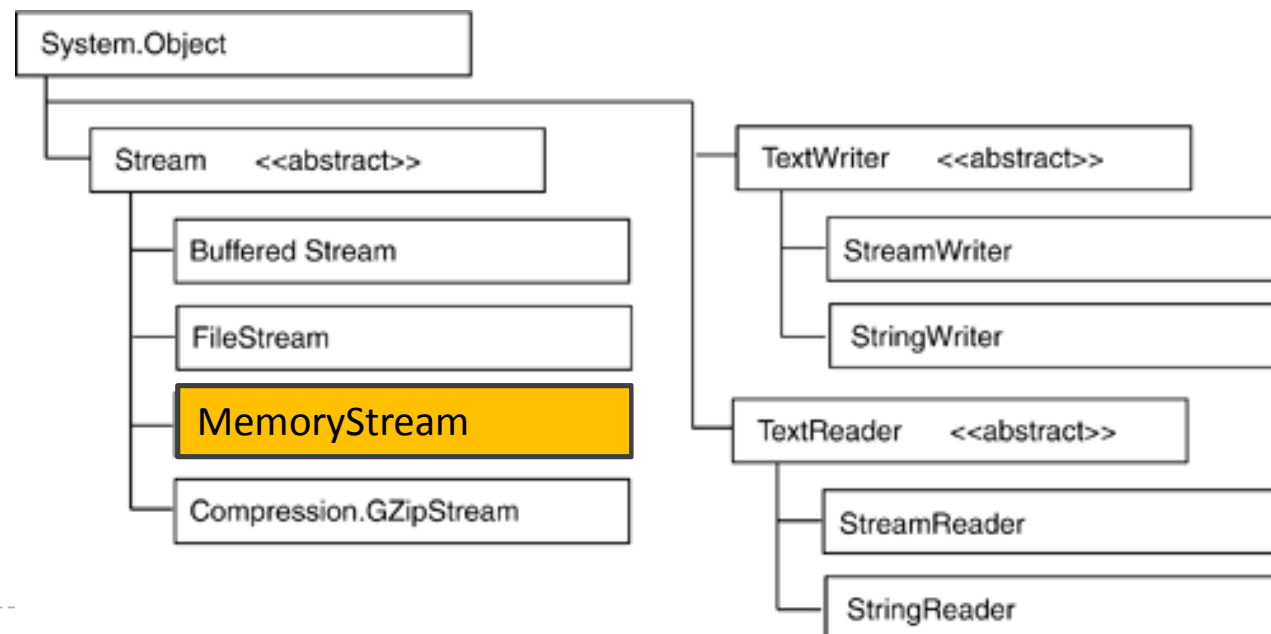 System.Object
Stream <<abstract>>
Buffered Stream
FileStream
MemoryStream
Compression.GZipStream
TextWriter <<abstract>>
StreamWriter
StringWriter
TextReader <<abstract>>
StreamReader
StringReader